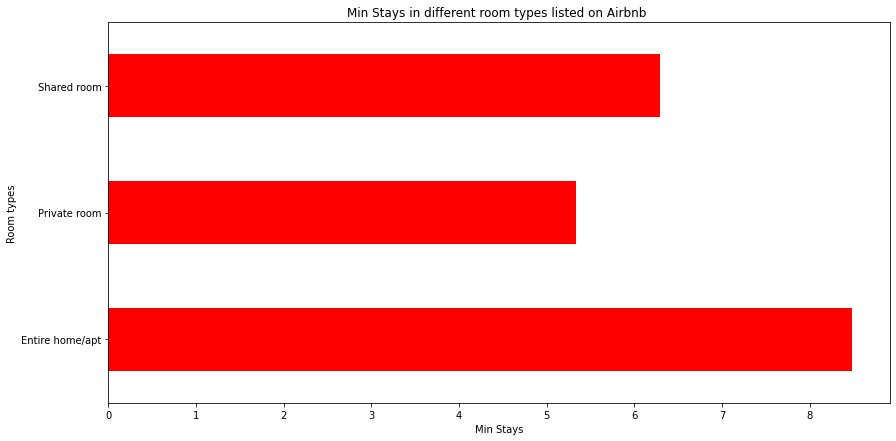 Min Stays in different room types listed on Airbnb
Room types
Shared room
Private room
Entire home/apt
0 1 2 3 4 5 6 7 8
Min Stays